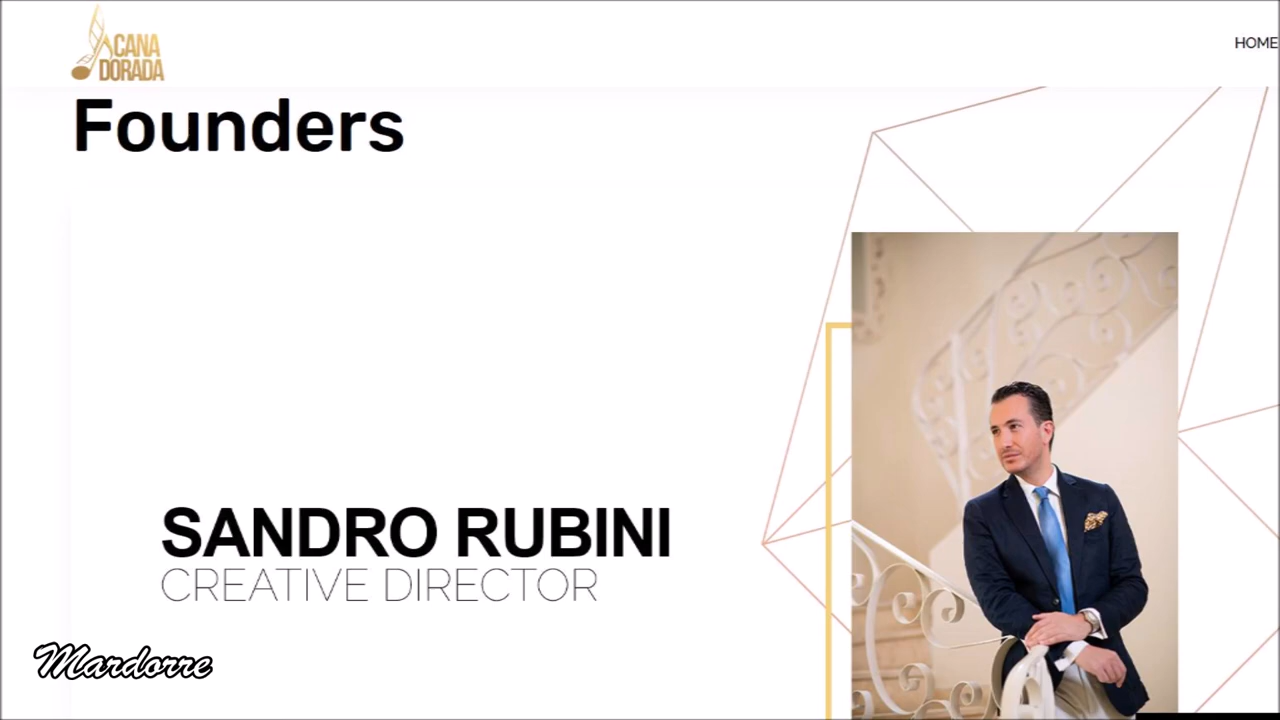 CANA
DORADA
HOME
Founders
SANDRO RUBINI
CREATIVE DIRECTOR
Mardorre